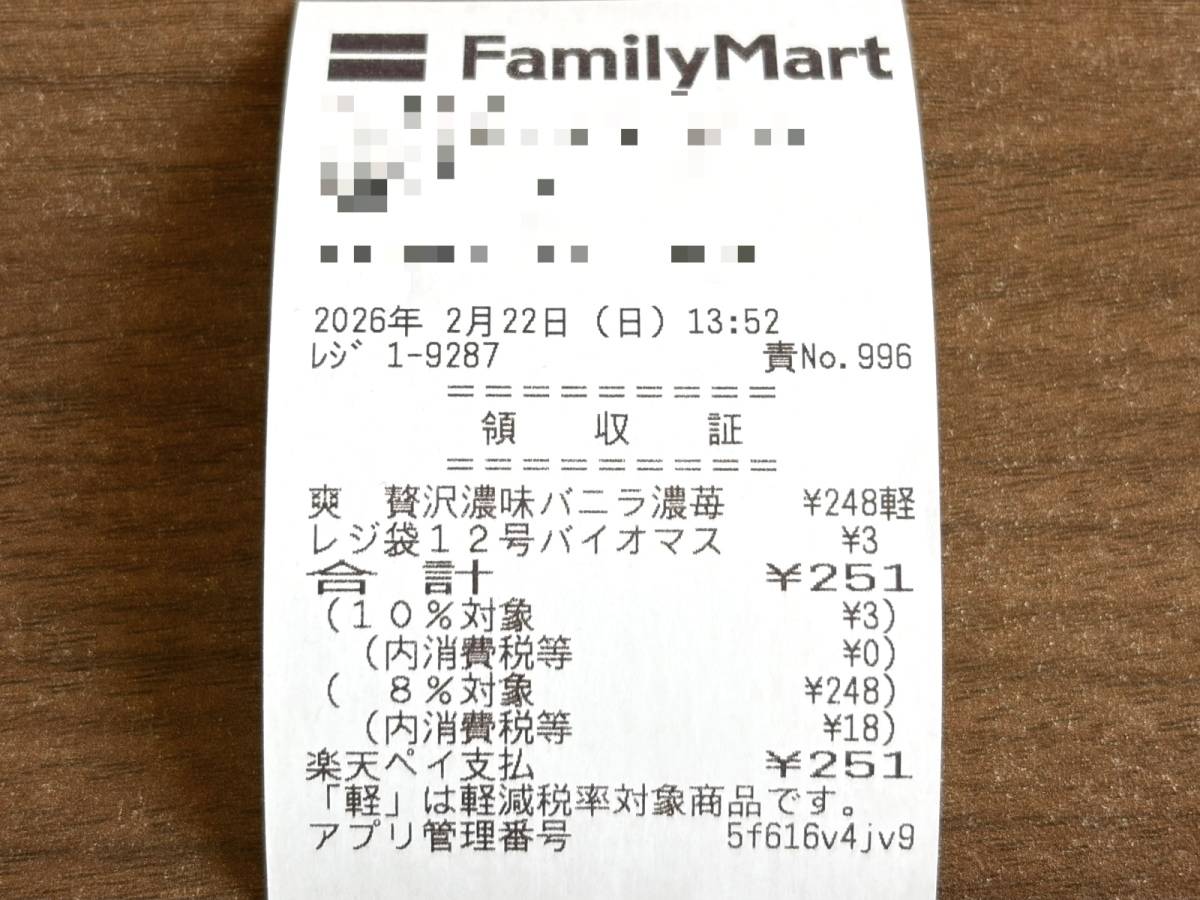 FamilyMart
2026年 2月22日（日）13:52
ﾚｼﾞ 1-9287 責No.996
=========
領 収 証
=========
爽 贅沢濃味バニラ濃苺 ¥248軽
レジ袋１２号バイオマス ¥3
合 計 ¥251
（１０％対象 ¥3）
（内消費税等 ¥0）
（ ８％対象 ¥248）
（内消費税等 ¥18）
楽天ペイ支払 ¥251
「軽」は軽減税率対象商品です。
アプリ管理番号 5f616v4jv9